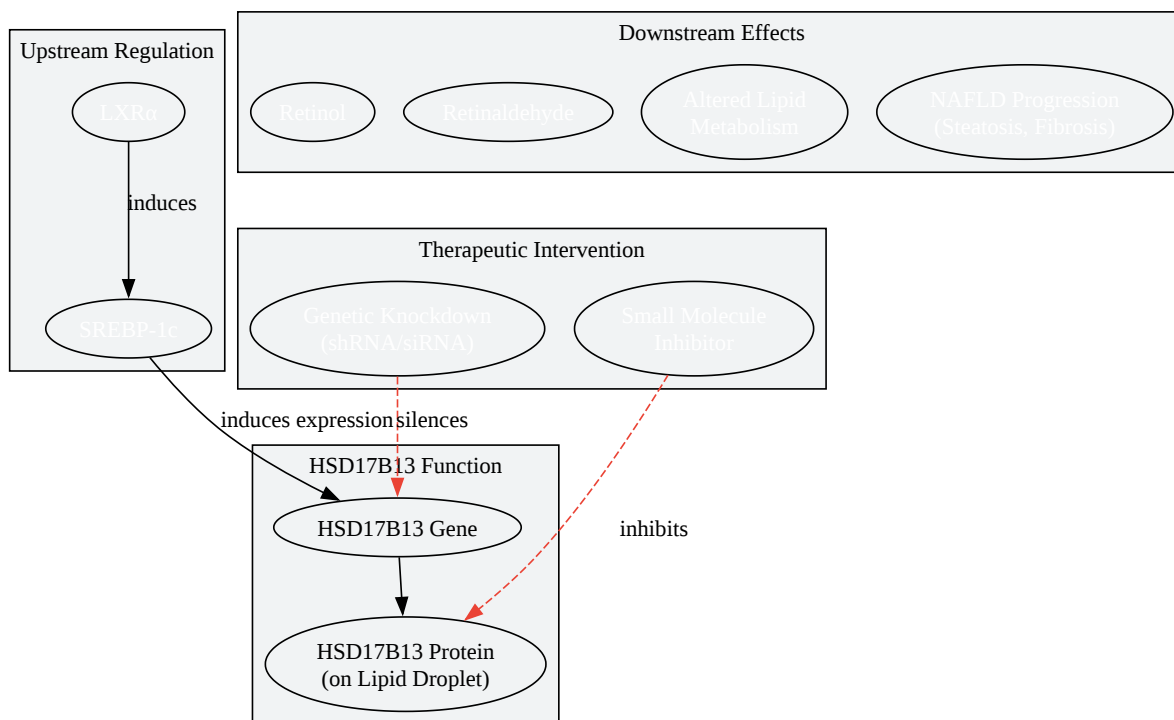 Upstream Regulation
LXRα
induces
SREBP-1c
Downstream Effects
Retinol
Retinaldehyde
Altered Lipid
Metabolism
NAFLD Progression
(Steatosis, Fibrosis)
Therapeutic Intervention
Genetic Knockdown
(shRNA/siRNA)
Small Molecule
Inhibitor
induces expression
silences
HSD17B13 Function
HSD17B13 Gene
inhibits
HSD17B13 Protein
(on Lipid Droplet)